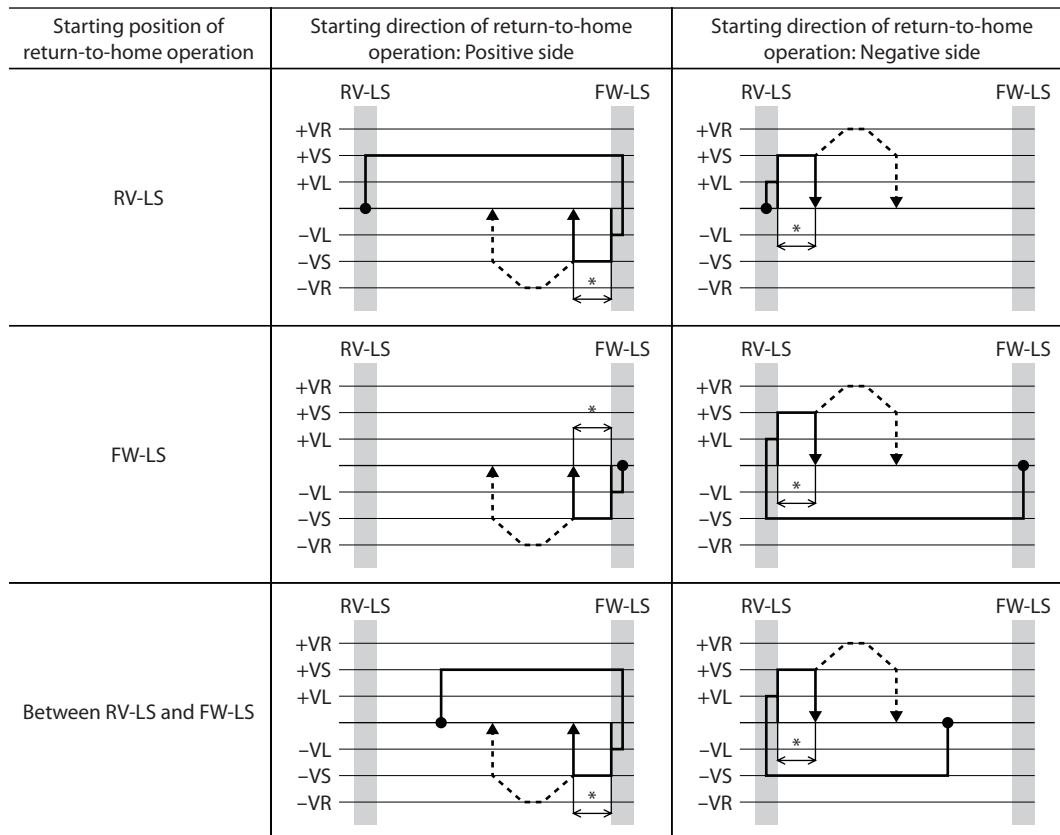 Starting position of
return-to-home operation
Starting direction of return-to-home
operation: Positive side
Starting direction of return-to-home
operation: Negative side
RV-LS
RV-LS
FW-LS
+VR
+VS
+VL
–VL
–VS
–VR
*
RV-LS
FW-LS
+VR
+VS
+VL
–VL
–VS
–VR
*
FW-LS
RV-LS
FW-LS
+VR
+VS
+VL
–VL
–VS
–VR
*
RV-LS
FW-LS
+VR
+VS
+VL
–VL
–VS
–VR
*
Between RV-LS and FW-LS
RV-LS
FW-LS
+VR
+VS
+VL
–VL
–VS
–VR
*
RV-LS
FW-LS
+VR
+VS
+VL
–VL
–VS
–VR
*